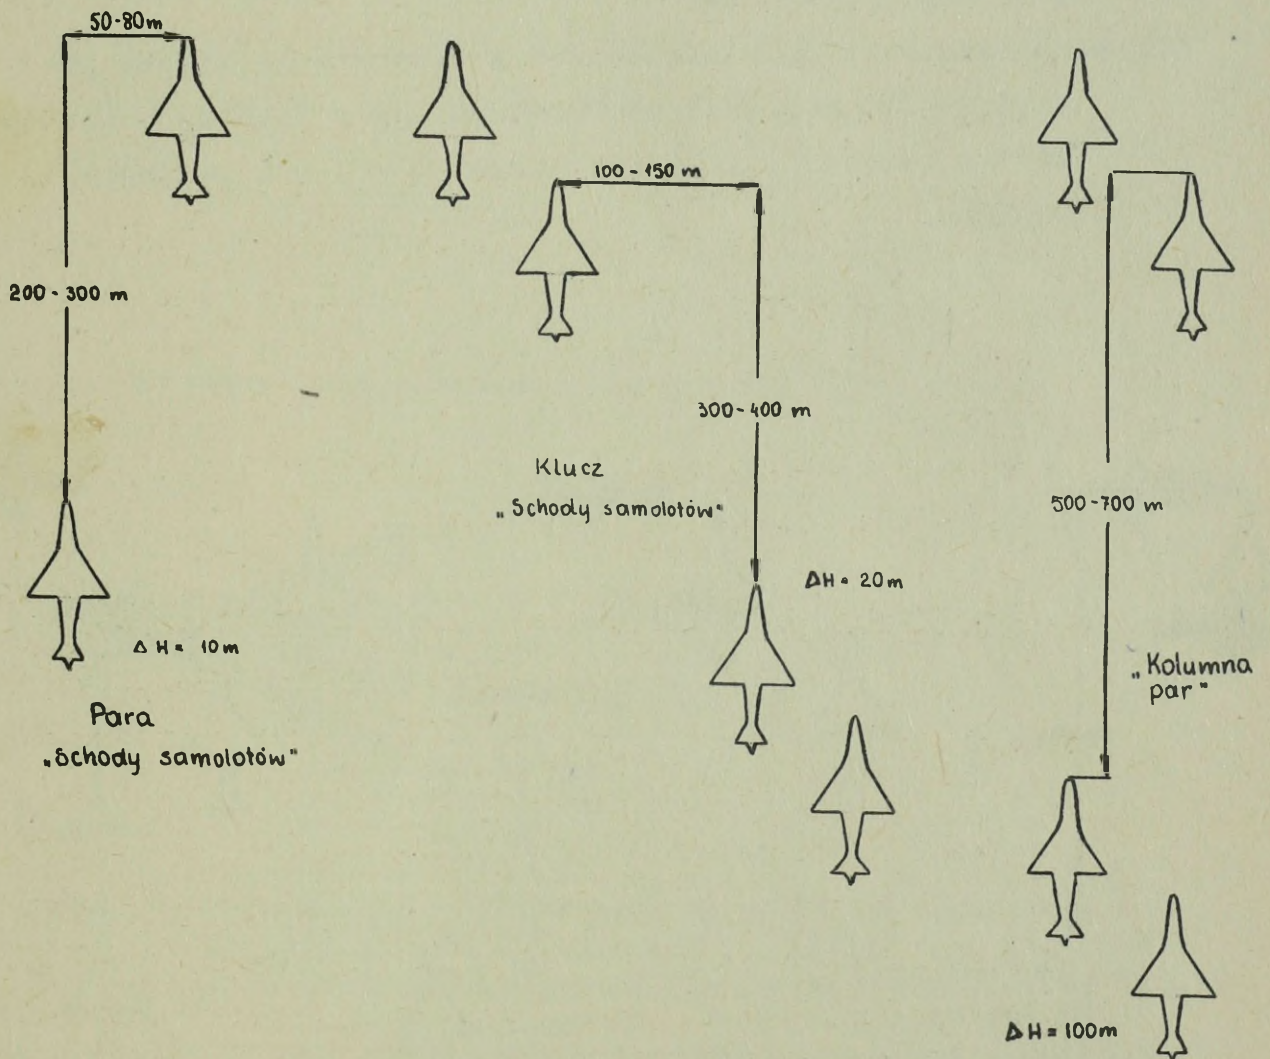 50-80m
200-300 m
Δ H = 10m
Para
„Schody samolotów"
100-150 m
300-400 m
Klucz
„Schody samolotów"
ΔH = 20m
500-700 m
„Kolumna
par"
ΔH = 100m